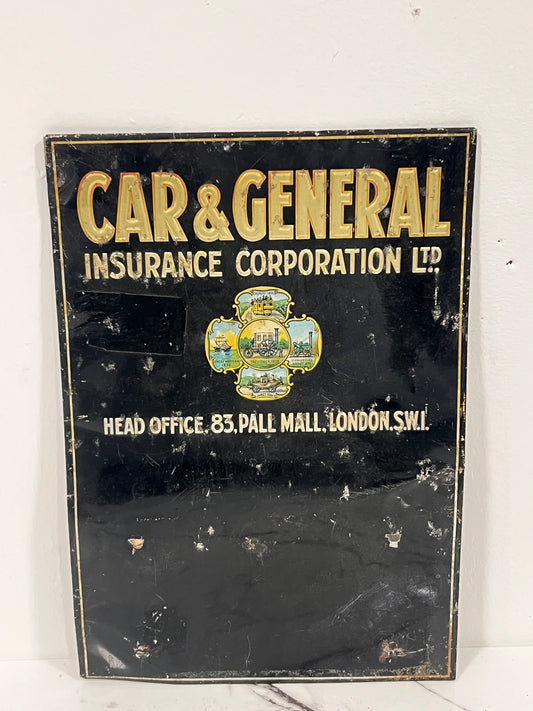 CAR & GENERAL
INSURANCE CORPORATION LTD.
HEAD OFFICE, 83, PALL MALL, LONDON, S.W.1.